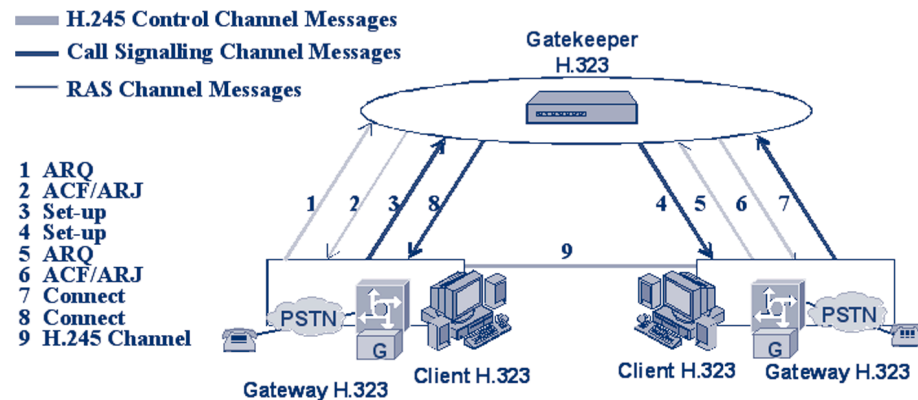 H.245 Control Channel Messages
Call Signalling Channel Messages
RAS Channel Messages
Gatekeeper
H.323
1 ARQ
2 ACF/ARJ
3 Set-up
4 Set-up
5 ARQ
6 ACF/ARJ
7 Connect
8 Connect
9 H.245 Channel
1 2 3 8 4 5 6 7
9
PSTN
G
PSTN
G
Gateway H.323
Client H.323
Client H.323
Gateway H.323